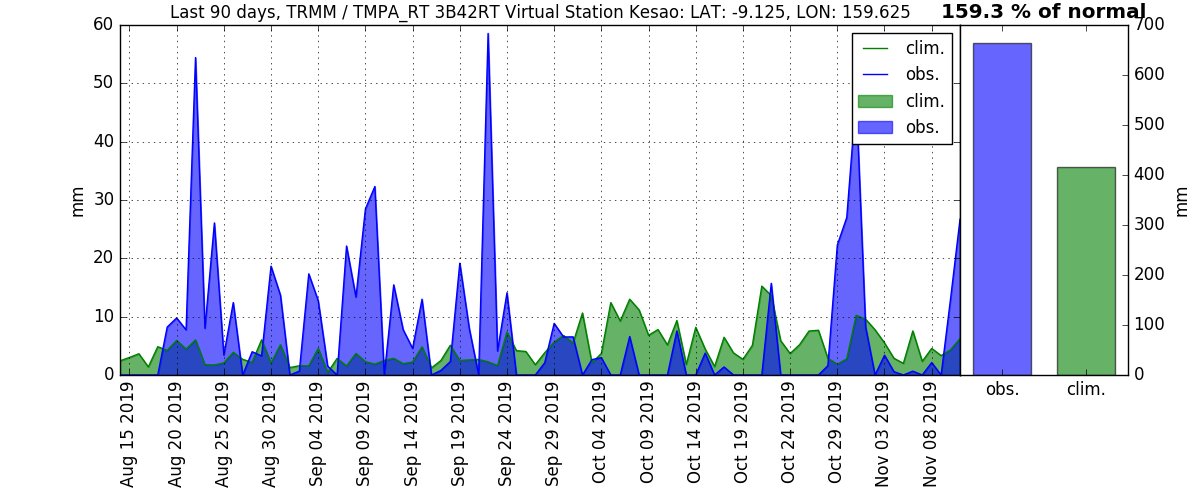 Last 90 days, TRMM / TMPA_RT 3B42RT Virtual Station Kesao: LAT: -9.125, LON: 159.625
159.3 % of normal
60
50
40
30
20
10
0
mm
clim.
obs.
clim.
obs.
700
600
500
400
300
200
100
0
mm
obs.
clim.
Aug 15 2019
Aug 20 2019
Aug 25 2019
Aug 30 2019
Sep 04 2019
Sep 09 2019
Sep 14 2019
Sep 19 2019
Sep 24 2019
Sep 29 2019
Oct 04 2019
Oct 09 2019
Oct 14 2019
Oct 19 2019
Oct 24 2019
Oct 29 2019
Nov 03 2019
Nov 08 2019